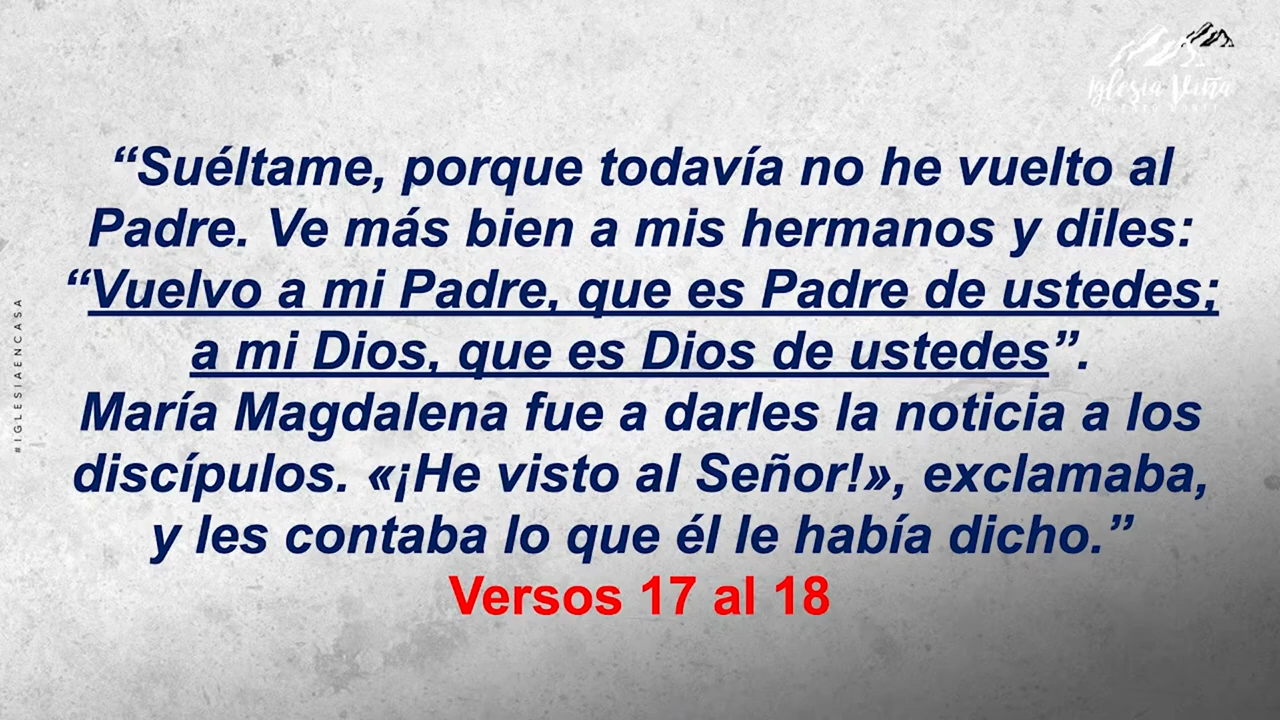 Iglesia Viña
“Suéltame, porque todavía no he vuelto al
Padre. Ve más bien a mis hermanos y diles:
“Vuelvo a mi Padre, que es Padre de ustedes;
a mi Dios, que es Dios de ustedes”.
María Magdalena fue a darles la noticia a los
discípulos. «¡He visto al Señor!», exclamaba,
y les contaba lo que él le había dicho.”
Versos 17 al 18
#IGLESIAENCASA